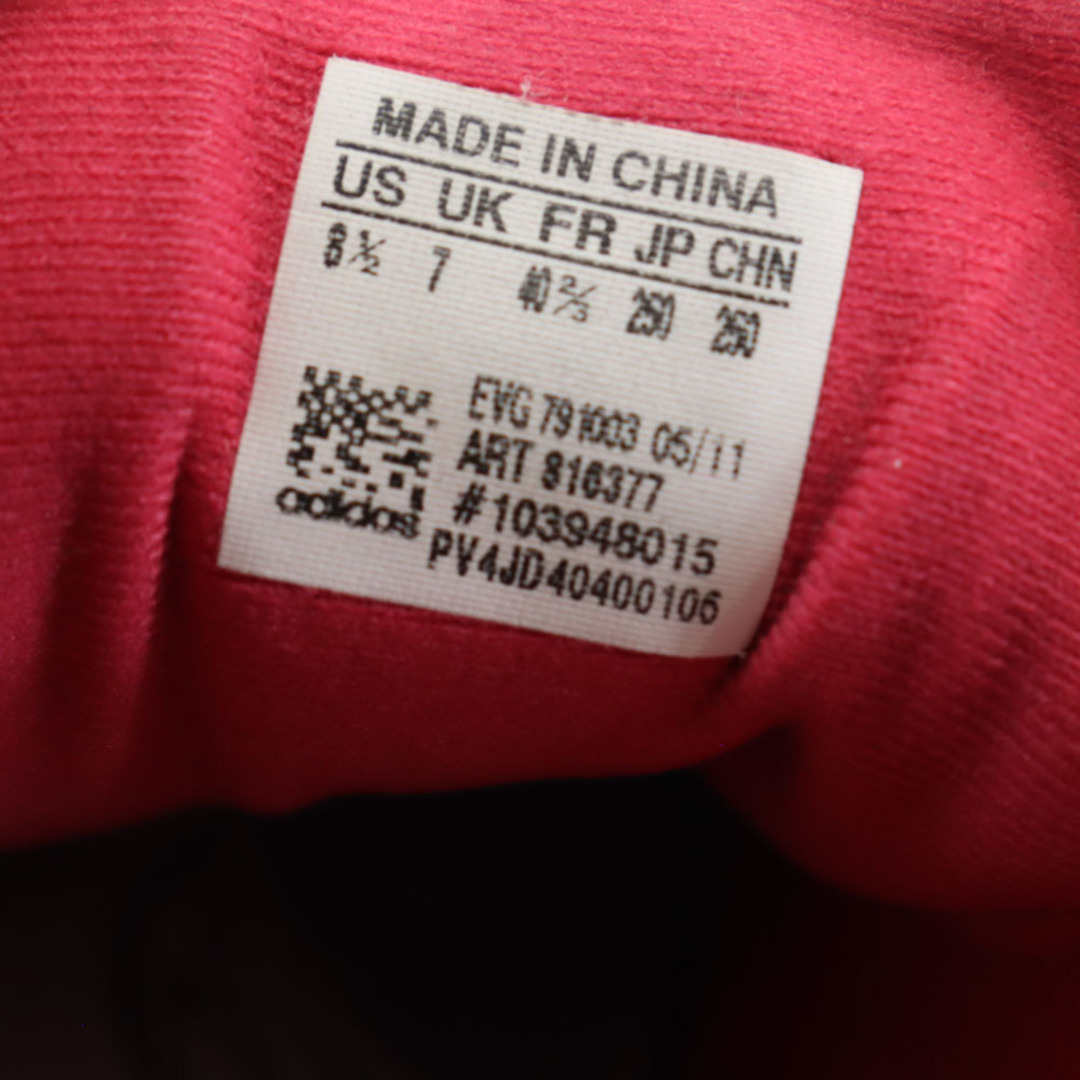 MADE IN CHINA
US UK FR JP CHN
8½ 7 40⅔ 250 260
EVG 791003 05/11
ART 816377
#103948015
adidas
PV4JD40400106